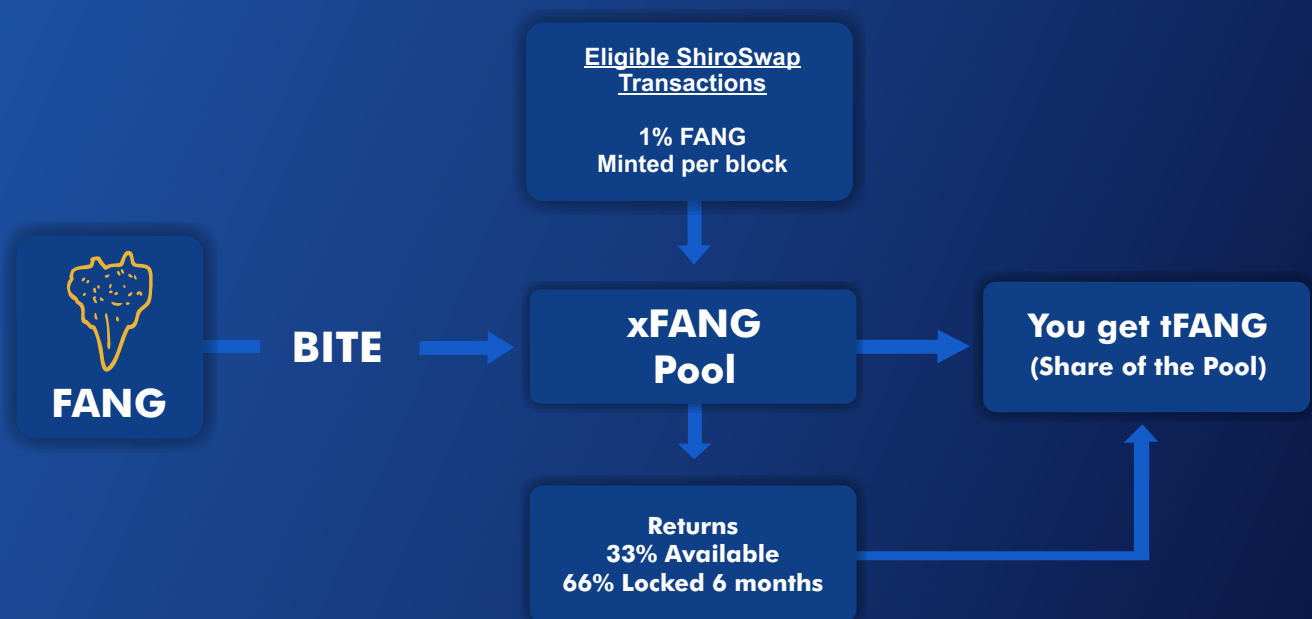 Eligible ShiroSwap
Transactions
1% FANG
Minted per block
FANG
BITE
xFANG
Pool
You get tFANG
(Share of the Pool)
Returns
33% Available
66% Locked 6 months